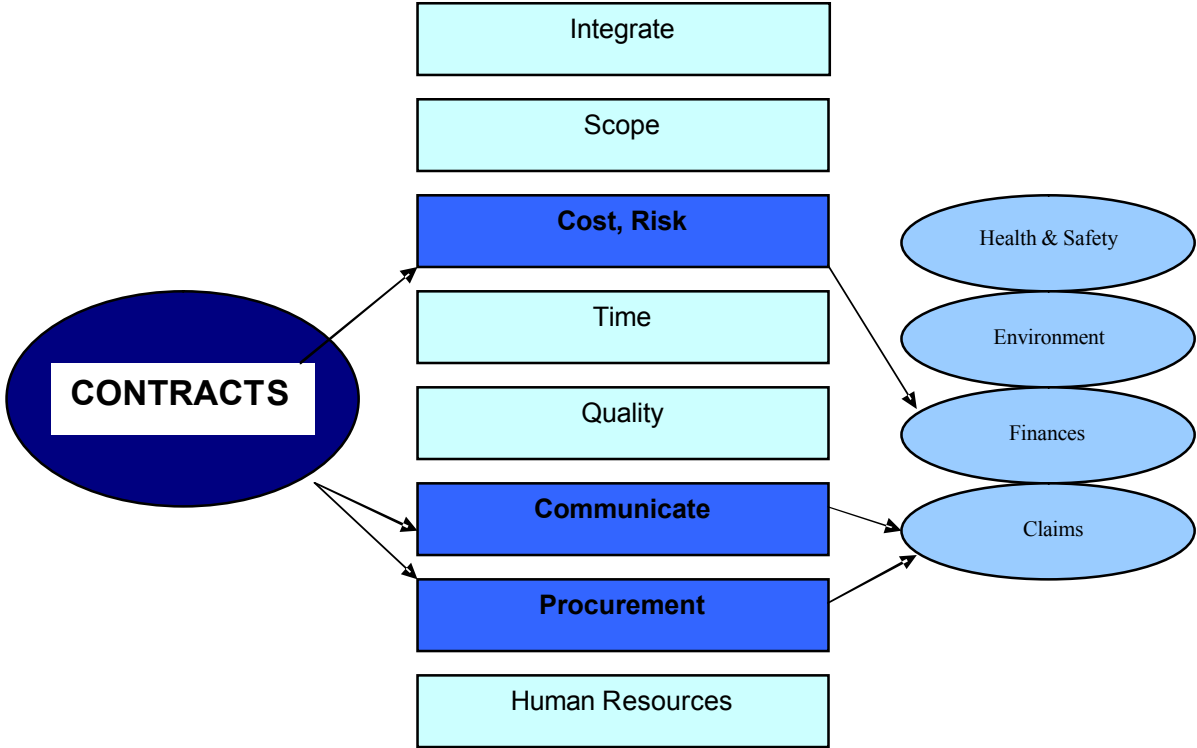 Integrate
Scope
Cost, Risk
Health & Safety
Time
Environment
CONTRACTS
Quality
Finances
Communicate
Claims
Procurement
Human Resources